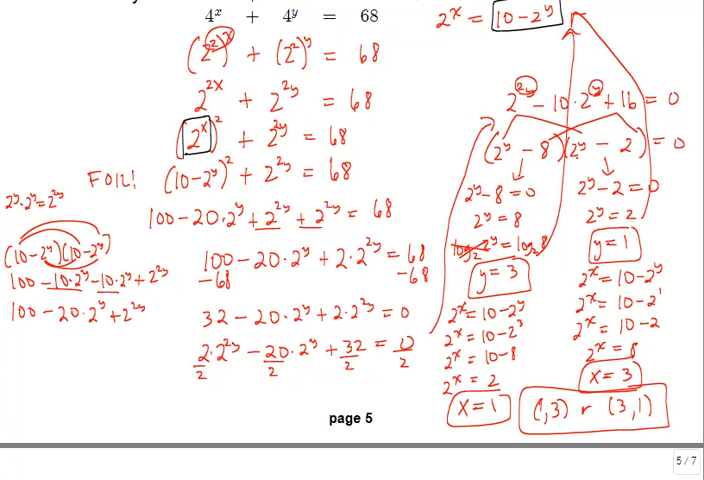 4^x + 4^y = 68
(2^2)^x + (2^2)^y = 68
2^2x + 2^2y = 68
(2^x)^2 + 2^2y = 68
FOIL! (10-2^y)^2 + 2^2y = 68
2^y·2^y = 2^2y
100-20·2^y + 2^2y + 2^2y = 68
(10-2^y)(10-2^y)
100-10·2^y-10·2^y+2^2y
100-20·2^y+2^2y
100-20·2^y + 2·2^2y = 68
-68 -68
32-20·2^y + 2·2^2y = 0
2·2^2y - 20·2^y + 32 = 0
2 2 2 2
2^x = 10-2^y
2^2y - 10·2^y + 16 = 0
(2^y - 8)(2^y - 2) = 0
2^y-8=0
2^y = 8
log2 2^y = log2 8
y = 3
2^x = 10-2^y
2^x = 10-2^3
2^x = 10-8
2^x = 2
x = 1
2^y-2=0
2^y = 2
y = 1
2^x = 10-2^y
2^x = 10-2^1
2^x = 10-2
2^x = 8
x = 3
(1,3) r (3,1)
page 5
5 / 7